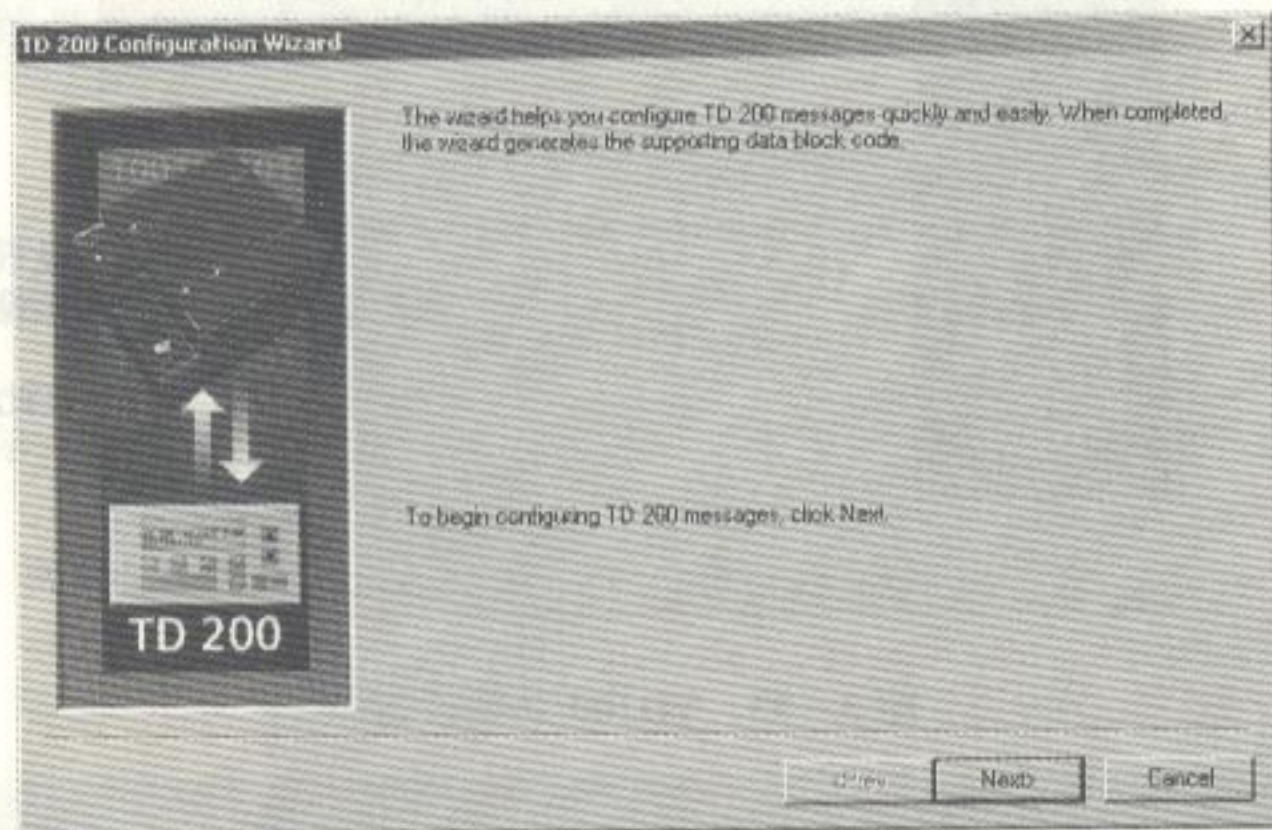 TD 200 Configuration Wizard
The wizard helps you configure TD 200 messages quickly and easily. When completed
the wizard generates the supporting data block code.
To begin configuring TD 200 messages, click Next.
TD 200
<Prev Next> Cancel